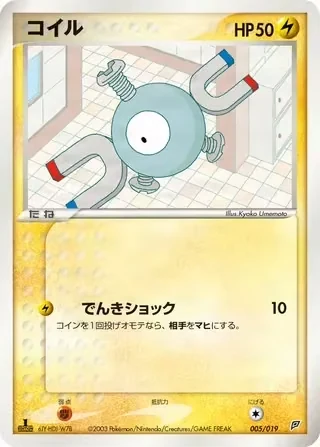 コイル HP50
たね
Illus.Kyoko Umemoto
でんきショック 10
コインを1回投げオモテなら、相手をマヒにする。
弱点 抵抗力 にげる
©2003 Pokémon/Nintendo/Creatures/GAME FREAK 005/019